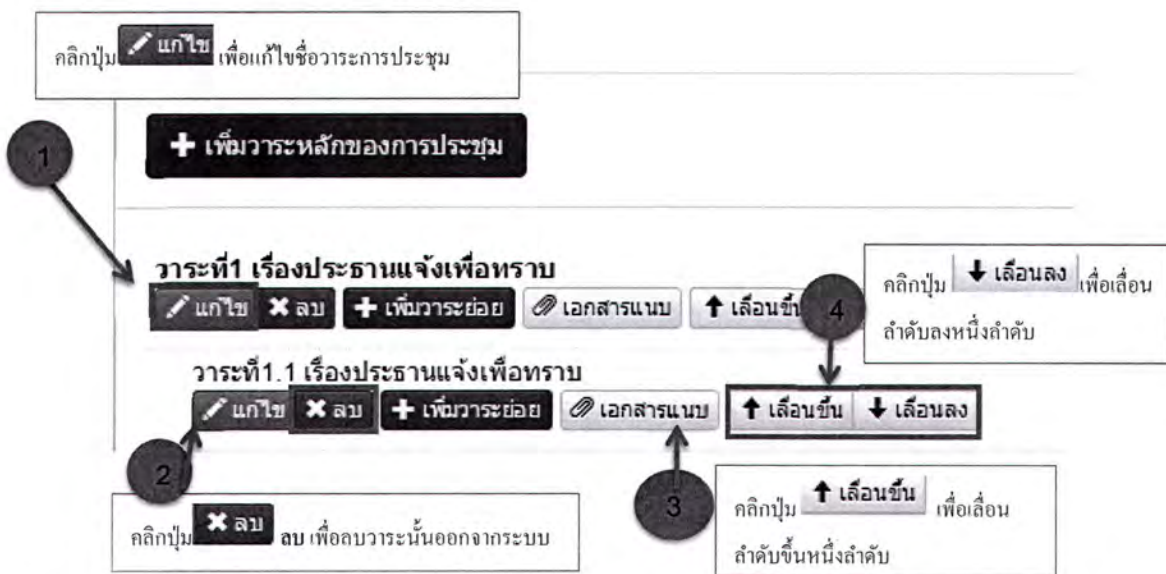 คลิกปุ่ม แก้ไข เพื่อแก้ไขชื่อวาระการประชุม
เพิ่มวาระหลักของการประชุม
1
วาระที่1 เรื่องประธานแจ้งเพื่อทราบ
แก้ไข ลบ เพิ่มวาระย่อย เอกสารแนบ เลื่อนขึ้น
4
คลิกปุ่ม เลื่อนลง เพื่อเลื่อน
ลำดับลงหนึ่งลำดับ
วาระที่1.1 เรื่องประธานแจ้งเพื่อทราบ
แก้ไข ลบ เพิ่มวาระย่อย เอกสารแนบ เลื่อนขึ้น เลื่อนลง
2
3
คลิกปุ่ม ลบ ลบ เพื่อลบวาระนั้นออกจากระบบ
คลิกปุ่ม เลื่อนขึ้น เพื่อเลื่อน
ลำดับขึ้นหนึ่งลำดับ